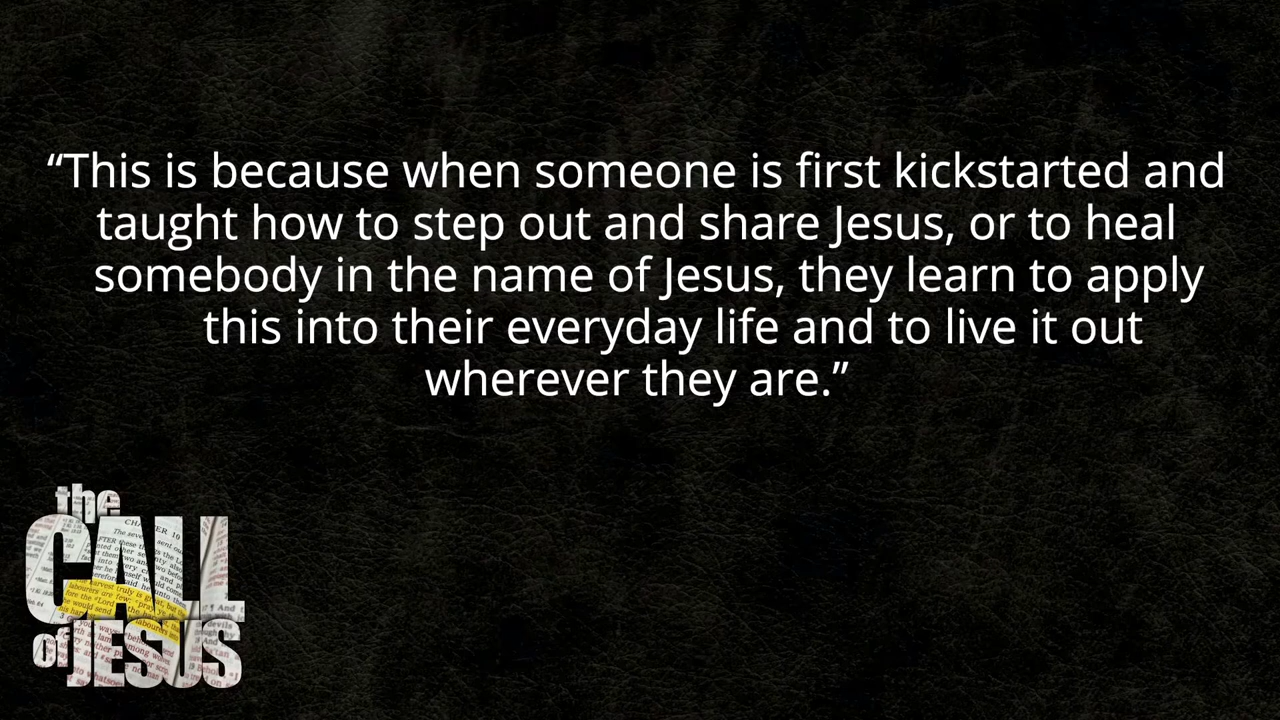 “This is because when someone is first kickstarted and
taught how to step out and share Jesus, or to heal
somebody in the name of Jesus, they learn to apply
this into their everyday life and to live it out
wherever they are.”
the
CALL
of JESUS